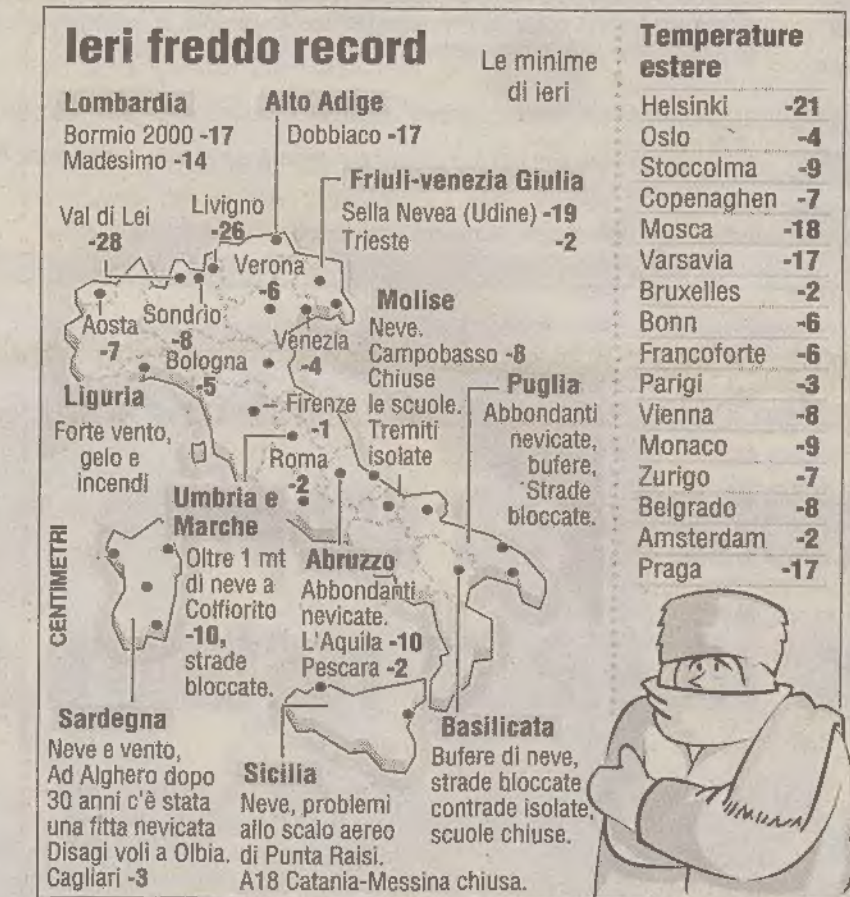 Ieri freddo record
Le minime
di ieri
Lombardia
Bormio 2000 -17
Madesimo -14
Alto Adige
Dobbiaco -17
Friuli-venezia Giulia
Sella Nevea (Udine) -19
Trieste -2
Val di Lei
-28
Livigno
-26
Verona
-6
Aosta
-7
Sondrio
-8
Venezia
-4
Bologna
-5
Firenze
-1
Roma
-2
Liguria
Forte vento,
gelo e
incendi
Molise
Neve.
Campobasso -8
Chiuse
le scuole.
Tremiti
isolate
Puglia
Abbondanti
nevicate,
bufere,
Strade
bloccate.
Umbria e
Marche
Oltre 1 mt
di neve a
Colfiorito
-10,
strade
bloccate.
Abruzzo
Abbondanti
nevicate.
L'Aquila -10
Pescara -2
CENTIMETRI
Sardegna
Neve e vento,
Ad Alghero dopo
30 anni c'è stata
una fitta nevicata
Disagi voli a Olbia.
Cagliari -3
Sicilia
Neve, problemi
allo scalo aereo
di Punta Raisi.
A18 Catania-Messina chiusa.
Basilicata
Bufere di neve,
strade bloccate
contrade isolate,
scuole chiuse.
Temperature
estere
Helsinki -21
Oslo -4
Stoccolma -9
Copenaghen -7
Mosca -18
Varsavia -17
Bruxelles -2
Bonn -6
Francoforte -6
Parigi -3
Vienna -8
Monaco -9
Zurigo -7
Belgrado -8
Amsterdam -2
Praga -17